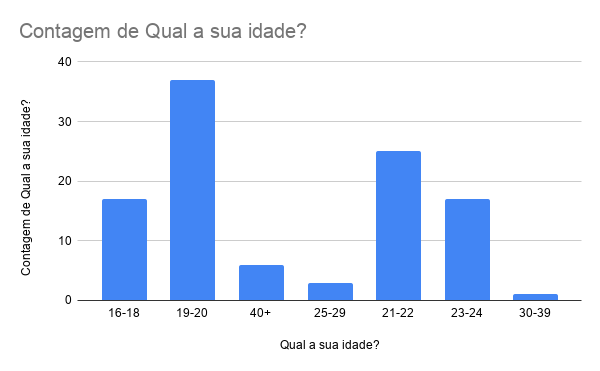 Contagem de Qual a sua idade?
Contagem de Qual a sua idade?
40
30
20
10
0
16-18 19-20 40+ 25-29 21-22 23-24 30-39
Qual a sua idade?